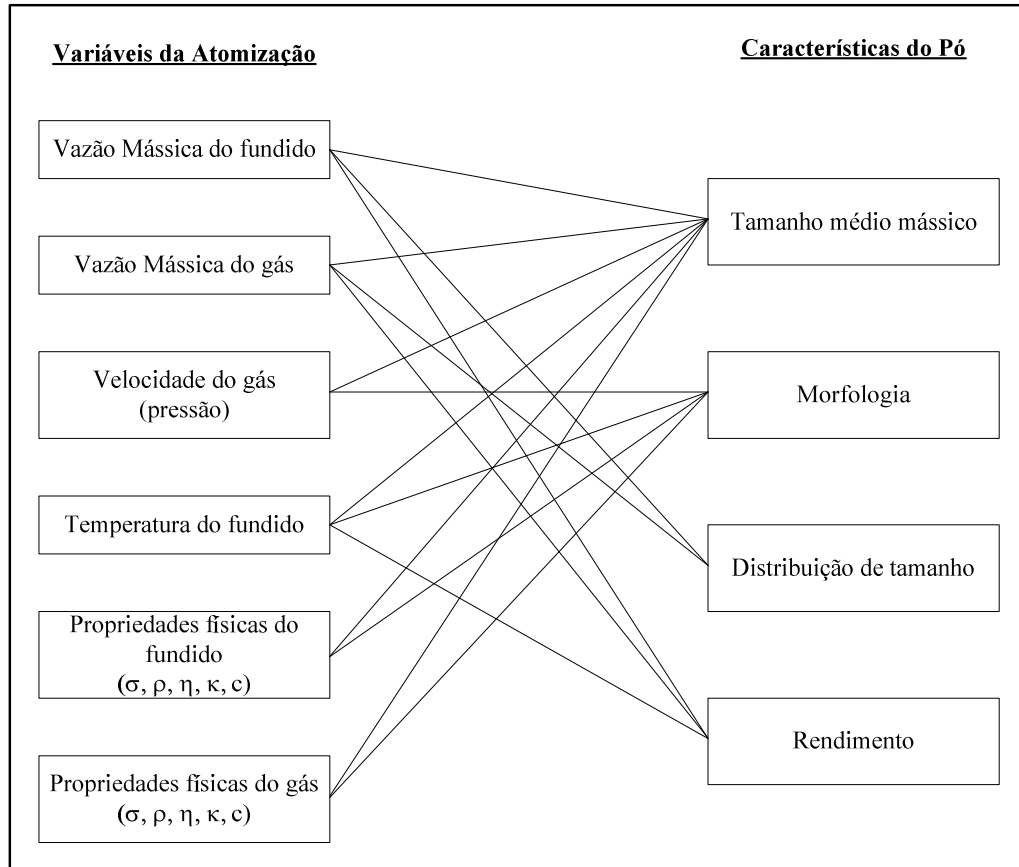 Variáveis da Atomização
Características do Pó
Vazão Mássica do fundido
Vazão Mássica do gás
Velocidade do gás
(pressão)
Temperatura do fundido
Propriedades físicas do
fundido
(σ, ρ, η, κ, c)
Propriedades físicas do gás
(σ, ρ, η, κ, c)
Tamanho médio mássico
Morfologia
Distribuição de tamanho
Rendimento